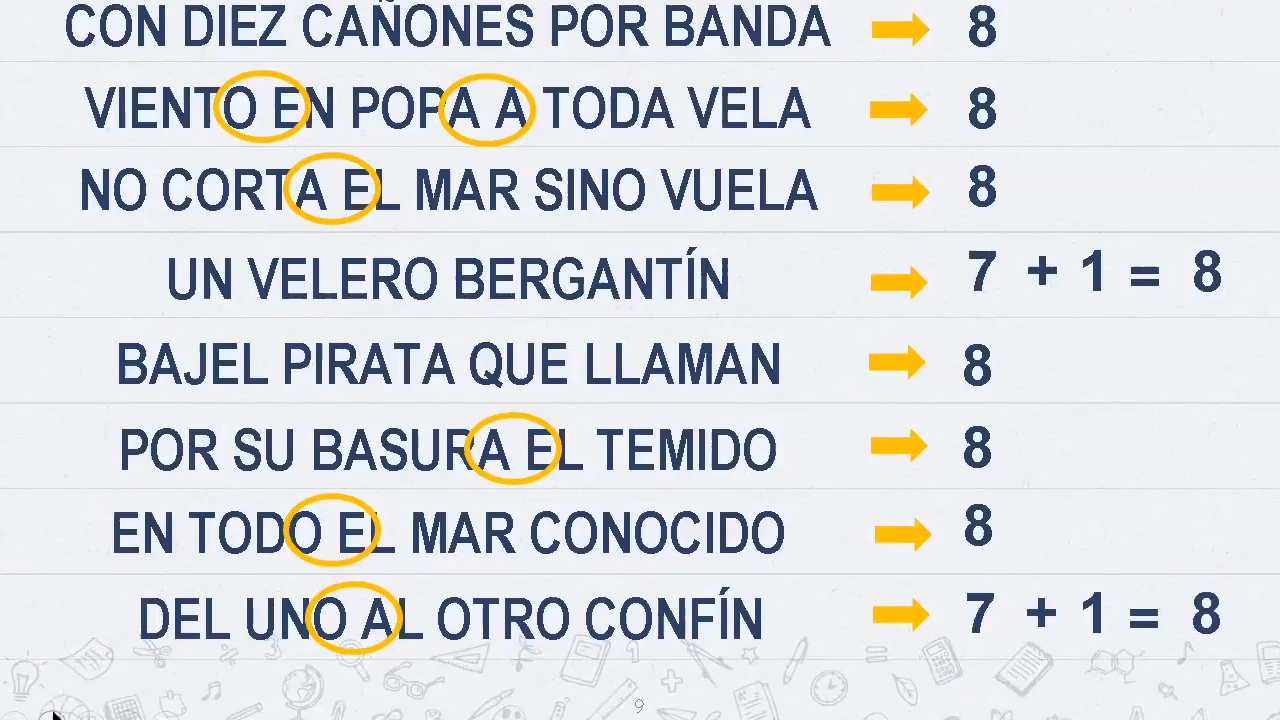 CON DIEZ CAÑONES POR BANDA 8
VIENTO EN POPA A TODA VELA 8
NO CORTA EL MAR SINO VUELA 8
UN VELERO BERGANTÍN 7 + 1 = 8
BAJEL PIRATA QUE LLAMAN 8
POR SU BASURA EL TEMIDO 8
EN TODO EL MAR CONOCIDO 8
DEL UNO AL OTRO CONFÍN 7 + 1 = 8
9